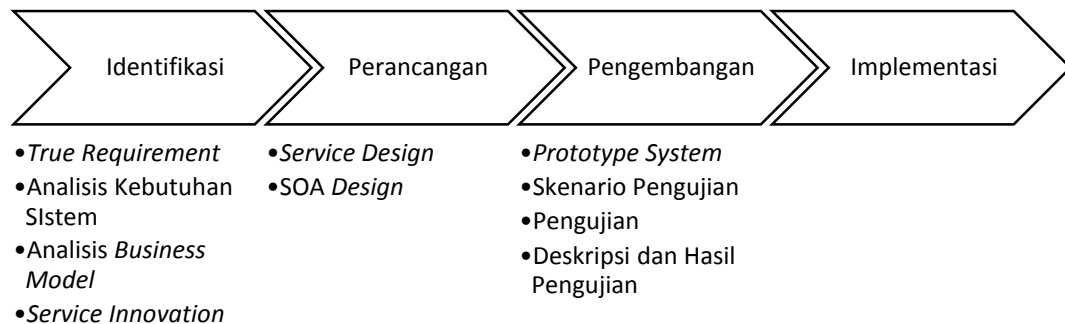 Identifikasi
Perancangan
Pengembangan
Implementasi
•True Requirement
•Analisis Kebutuhan
SIstem
•Analisis Business
Model
•Service Innovation
•Service Design
•SOA Design
•Prototype System
•Skenario Pengujian
•Pengujian
•Deskripsi dan Hasil
Pengujian